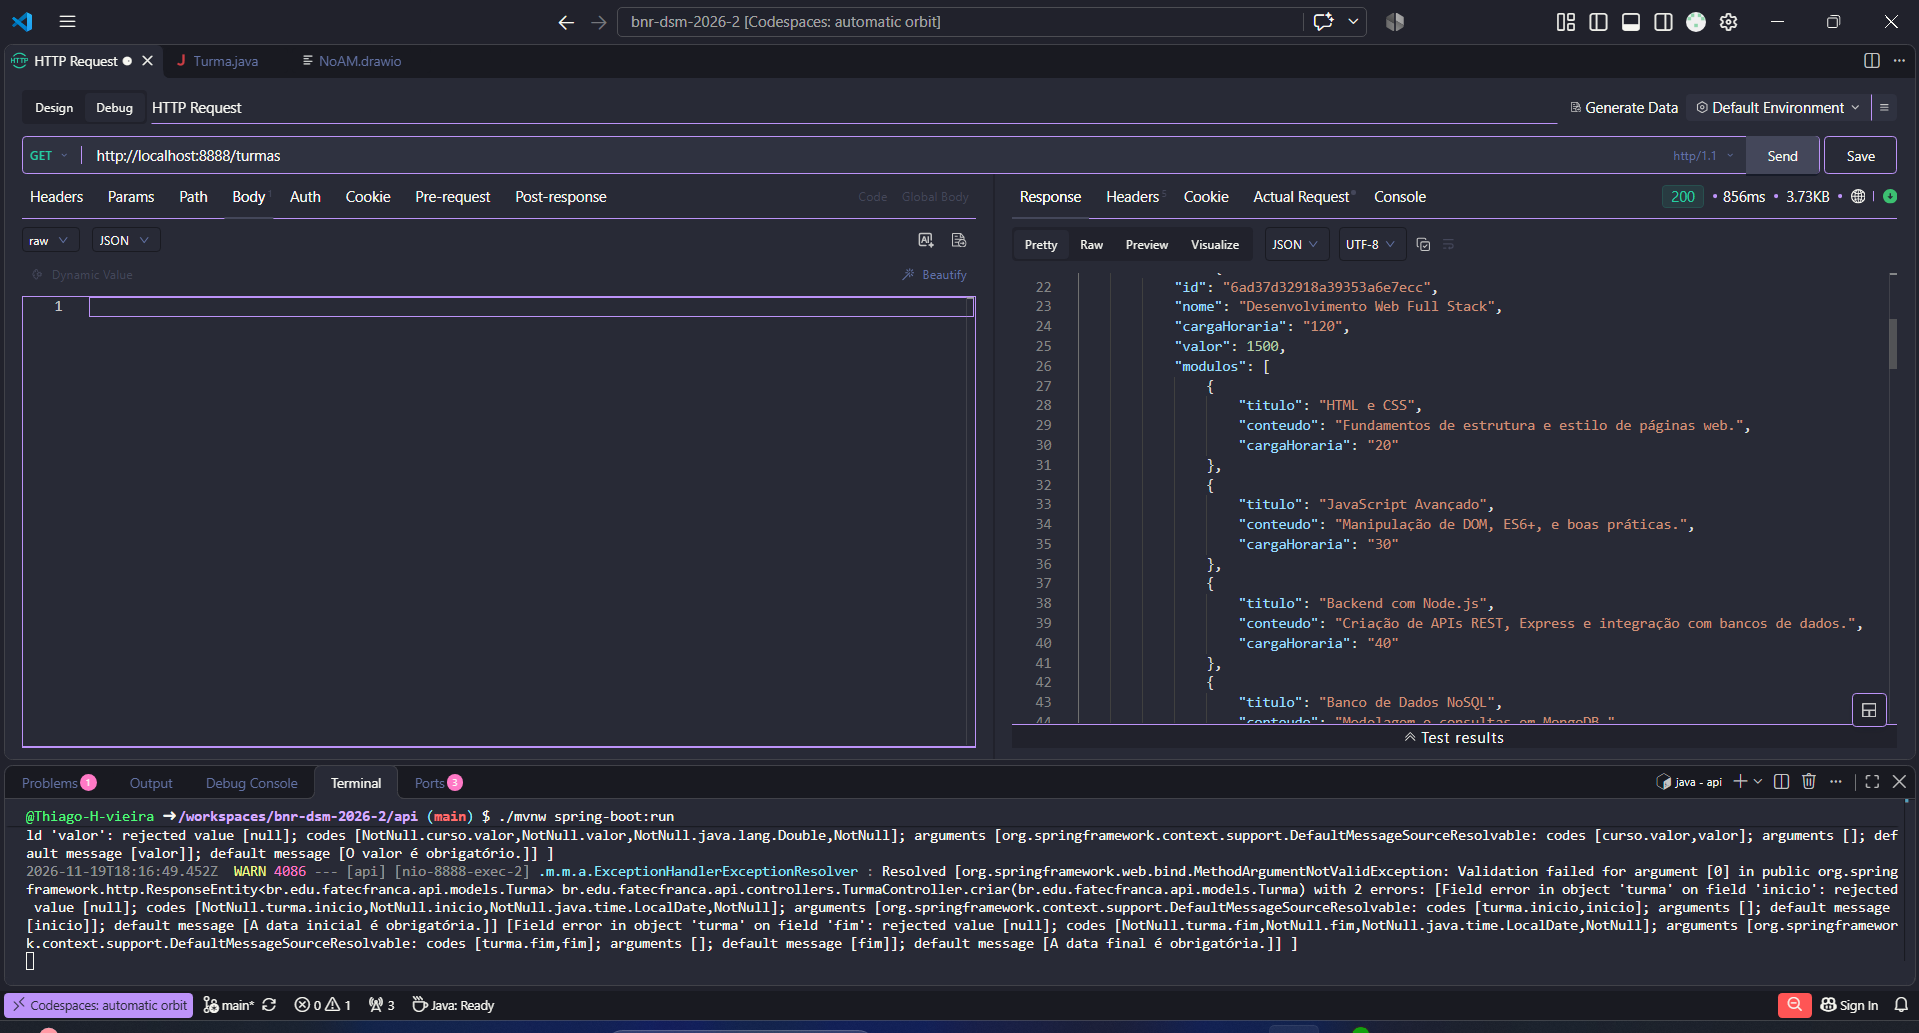 bnr-dsm-2026-2 [Codespaces: automatic orbit]
HTTP HTTP Request
J Turma.java
NoAM.drawio
Design Debug HTTP Request Generate Data Default Environment
GET http://localhost:8888/turmas http/1.1 Send Save
Headers Params Path Body 1 Auth Cookie Pre-request Post-response Code Global Body
Response Headers 5 Cookie Actual Request Console 200 • 856ms • 3.73KB
raw JSON AI
Pretty Raw Preview Visualize JSON UTF-8
Dynamic Value Beautify
1
22 "id": "6ad37d32918a39353a6e7ecc",
23 "nome": "Desenvolvimento Web Full Stack",
24 "cargaHoraria": "120",
25 "valor": 1500,
26 "modulos": [
27 {
28 "titulo": "HTML e CSS",
29 "conteudo": "Fundamentos de estrutura e estilo de páginas web.",
30 "cargaHoraria": "20"
31 },
32 {
33 "titulo": "JavaScript Avançado",
34 "conteudo": "Manipulação de DOM, ES6+, e boas práticas.",
35 "cargaHoraria": "30"
36 },
37 {
38 "titulo": "Backend com Node.js",
39 "conteudo": "Criação de APIs REST, Express e integração com bancos de dados.",
40 "cargaHoraria": "40"
41 },
42 {
43 "titulo": "Banco de Dados NoSQL",
44 "conteudo": "Modelagem e consultas em MongoDB."
Test results
Problems 1 Output Debug Console Terminal Ports 3 java - api
@Thiago-H-vieira ➜/workspaces/bnr-dsm-2026-2/api (main) $ ./mvnw spring-boot:run
ld 'valor': rejected value [null]; codes [NotNull.curso.valor,NotNull.valor,NotNull.java.lang.Double,NotNull]; arguments [org.springframework.context.support.DefaultMessageSourceResolvable: codes [curso.valor,valor]; arguments []; def
ault message [valor]]; default message [O valor é obrigatório.]] ]
2026-11-19T18:16:49.452Z WARN 4086 --- [api] [nio-8888-exec-2] .m.m.a.ExceptionHandlerExceptionResolver : Resolved [org.springframework.web.bind.MethodArgumentNotValidException: Validation failed for argument [0] in public org.spring
framework.http.ResponseEntity<br.edu.fatecfranca.api.models.Turma> br.edu.fatecfranca.api.controllers.TurmaController.criar(br.edu.fatecfranca.api.models.Turma) with 2 errors: [Field error in object 'turma' on field 'inicio': rejected
value [null]; codes [NotNull.turma.inicio,NotNull.inicio,NotNull.java.time.LocalDate,NotNull]; arguments [org.springframework.context.support.DefaultMessageSourceResolvable: codes [turma.inicio,inicio]; arguments []; default message
[inicio]]; default message [A data inicial é obrigatória.]] [Field error in object 'turma' on field 'fim': rejected value [null]; codes [NotNull.turma.fim,NotNull.fim,NotNull.java.time.LocalDate,NotNull]; arguments [org.springframewor
k.context.support.DefaultMessageSourceResolvable: codes [turma.fim,fim]; arguments []; default message [fim]]; default message [A data final é obrigatória.]] ]
Codespaces: automatic orbit main* 0 1 3 Java: Ready Sign In